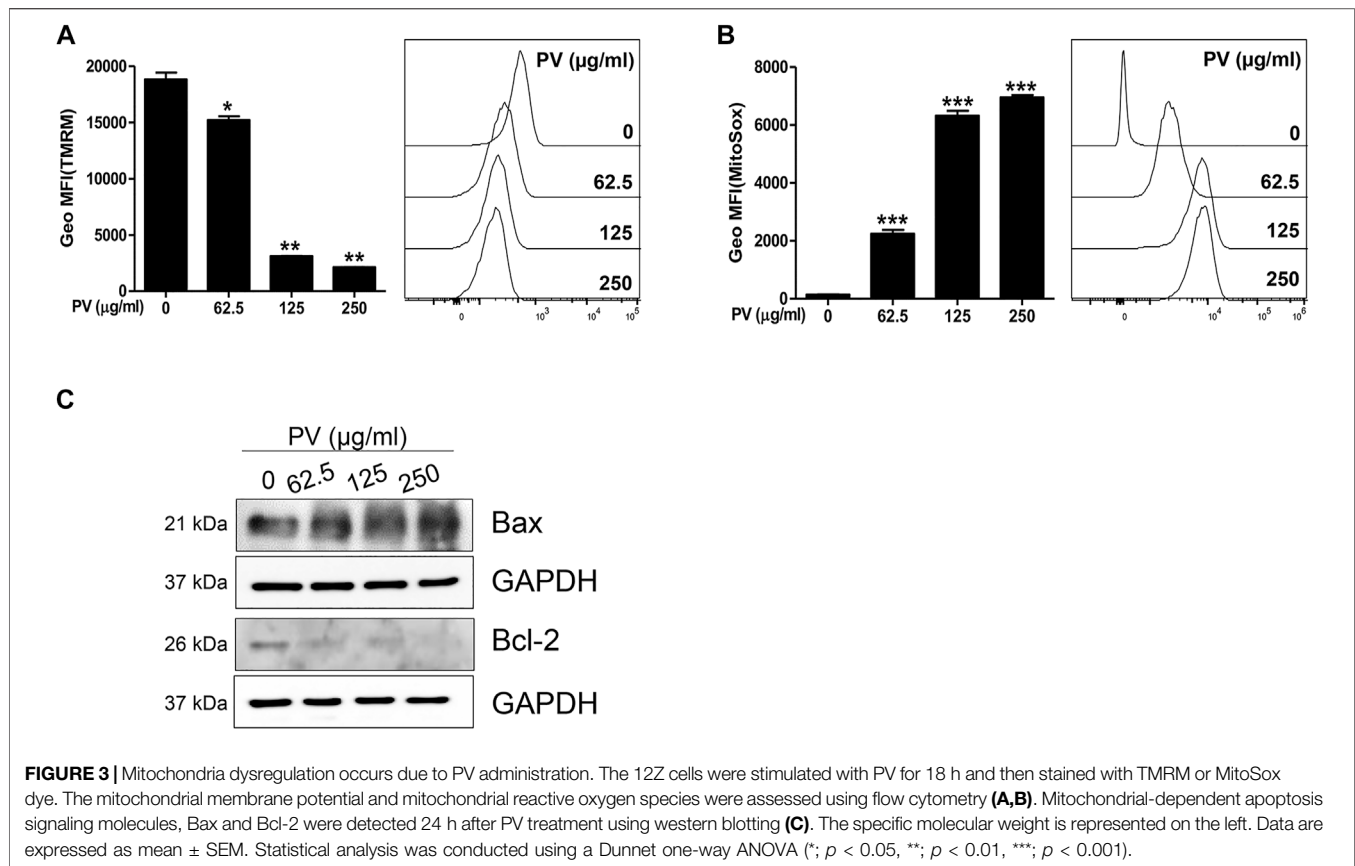 A
20000
15000
10000
5000
0
Geo MFI(TMRM)
*
**
**
PV (µg/ml)
0 62.5 125 250
PV (µg/ml)
0
62.5
125
250
0 10³ 10⁴ 10⁵
B
8000
6000
4000
2000
0
Geo MFI(MitoSox)
***
***
***
PV (µg/ml)
0 62.5 125 250
PV (µg/ml)
0
62.5
125
250
0 10⁴ 10⁵ 10⁶
C
PV (µg/ml)
0 62.5 125 250
21 kDa Bax
37 kDa GAPDH
26 kDa Bcl-2
37 kDa GAPDH
FIGURE 3 | Mitochondria dysregulation occurs due to PV administration. The 12Z cells were stimulated with PV for 18 h and then stained with TMRM or MitoSox
dye. The mitochondrial membrane potential and mitochondrial reactive oxygen species were assessed using flow cytometry (A,B). Mitochondrial-dependent apoptosis
signaling molecules, Bax and Bcl-2 were detected 24 h after PV treatment using western blotting (C). The specific molecular weight is represented on the left. Data are
expressed as mean ± SEM. Statistical analysis was conducted using a Dunnet one-way ANOVA (*; p < 0.05, **; p < 0.01, ***; p < 0.001).